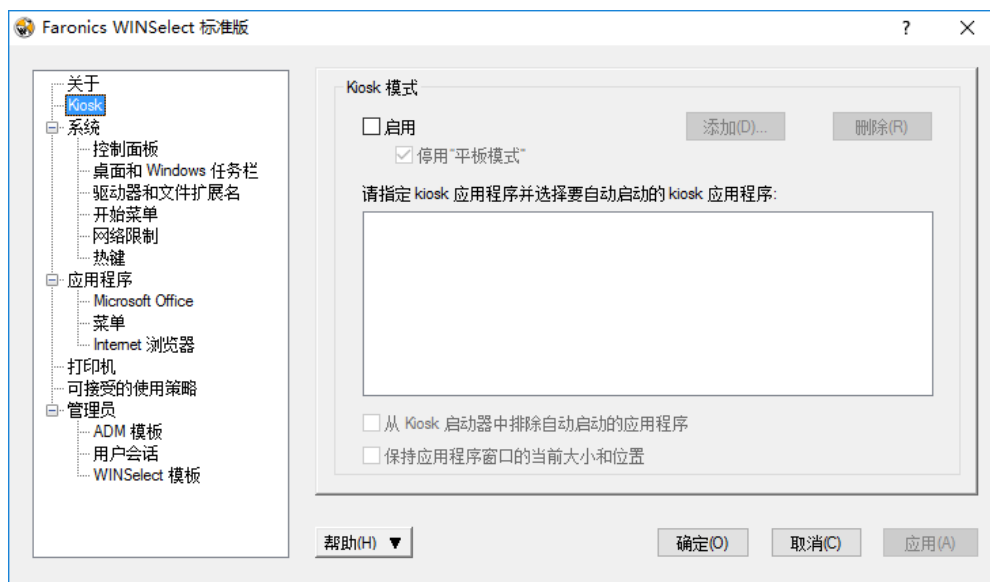 Faronics WINSelect 标准版
关于
Kiosk
系统
控制面板
桌面和 Windows 任务栏
驱动器和文件扩展名
开始菜单
网络限制
热键
应用程序
Microsoft Office
菜单
Internet 浏览器
打印机
可接受的使用策略
管理员
ADM 模板
用户会话
WINSelect 模板
Kiosk 模式
启用
添加(D)...
删除(R)
停用"平板模式"
请指定 kiosk 应用程序并选择要自动启动的 kiosk 应用程序:
从 Kiosk 启动器中排除自动启动的应用程序
保持应用程序窗口的当前大小和位置
帮助(H) ▼
确定(O)
取消(C)
应用(A)